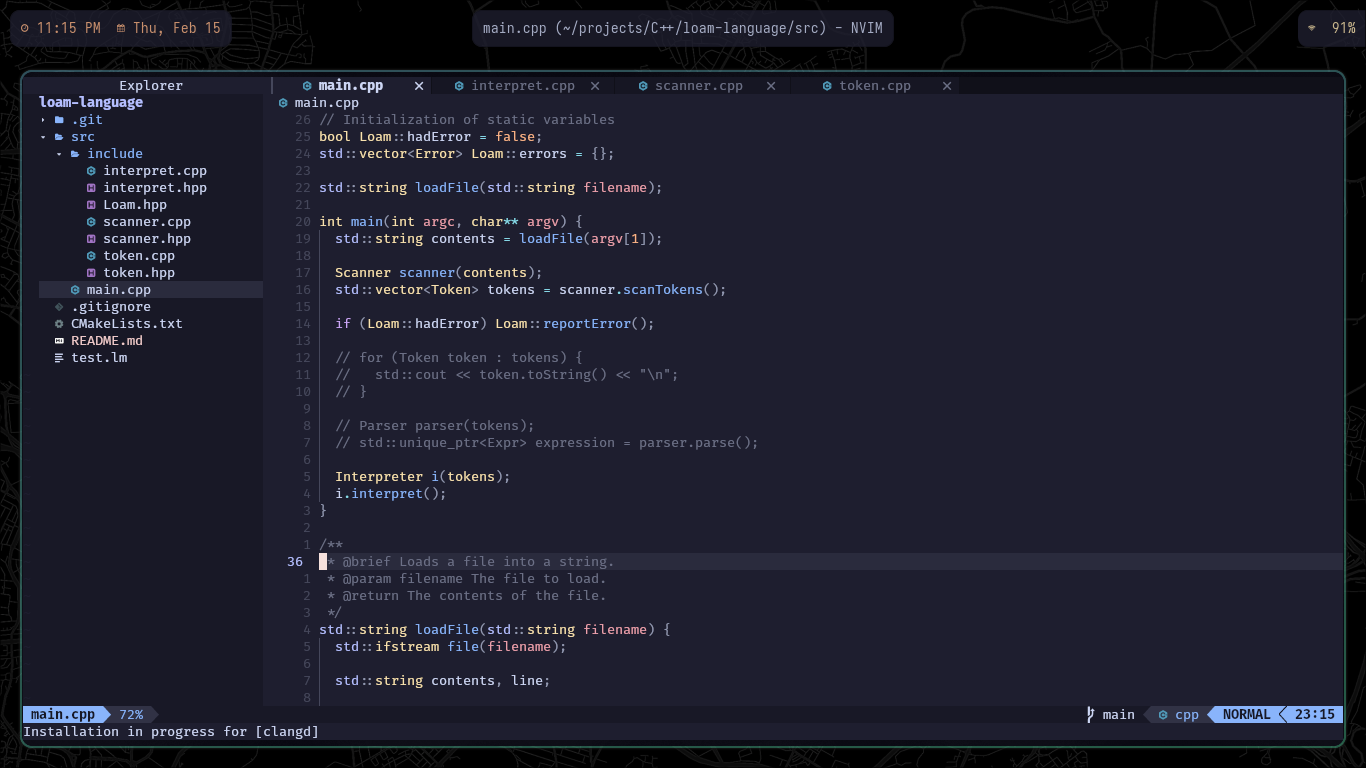 11:15 PM Thu, Feb 15
main.cpp (~/projects/C++/loam-language/src) - NVIM
91%
Explorer
loam-language
.git
src
include
interpret.cpp
interpret.hpp
Loam.hpp
scanner.cpp
scanner.hpp
token.cpp
token.hpp
main.cpp
.gitignore
CMakeLists.txt
README.md
test.lm
main.cpp × interpret.cpp × scanner.cpp × token.cpp ×
main.cpp
26 // Initialization of static variables
25 bool Loam::hadError = false;
24 std::vector<Error> Loam::errors = {};
23
22 std::string loadFile(std::string filename);
21
20 int main(int argc, char** argv) {
19   std::string contents = loadFile(argv[1]);
18
17   Scanner scanner(contents);
16   std::vector<Token> tokens = scanner.scanTokens();
15
14   if (Loam::hadError) Loam::reportError();
13
12   // for (Token token : tokens) {
11   //   std::cout << token.toString() << "\n";
10   // }
9
8   // Parser parser(tokens);
7   // std::unique_ptr<Expr> expression = parser.parse();
6
5   Interpreter i(tokens);
4   i.interpret();
3 }
2
1 /**
36  * @brief Loads a file into a string.
1  * @param filename The file to load.
2  * @return The contents of the file.
3  */
4 std::string loadFile(std::string filename) {
5   std::ifstream file(filename);
6
7   std::string contents, line;
8
main.cpp 72% main cpp NORMAL 23:15
Installation in progress for [clangd]